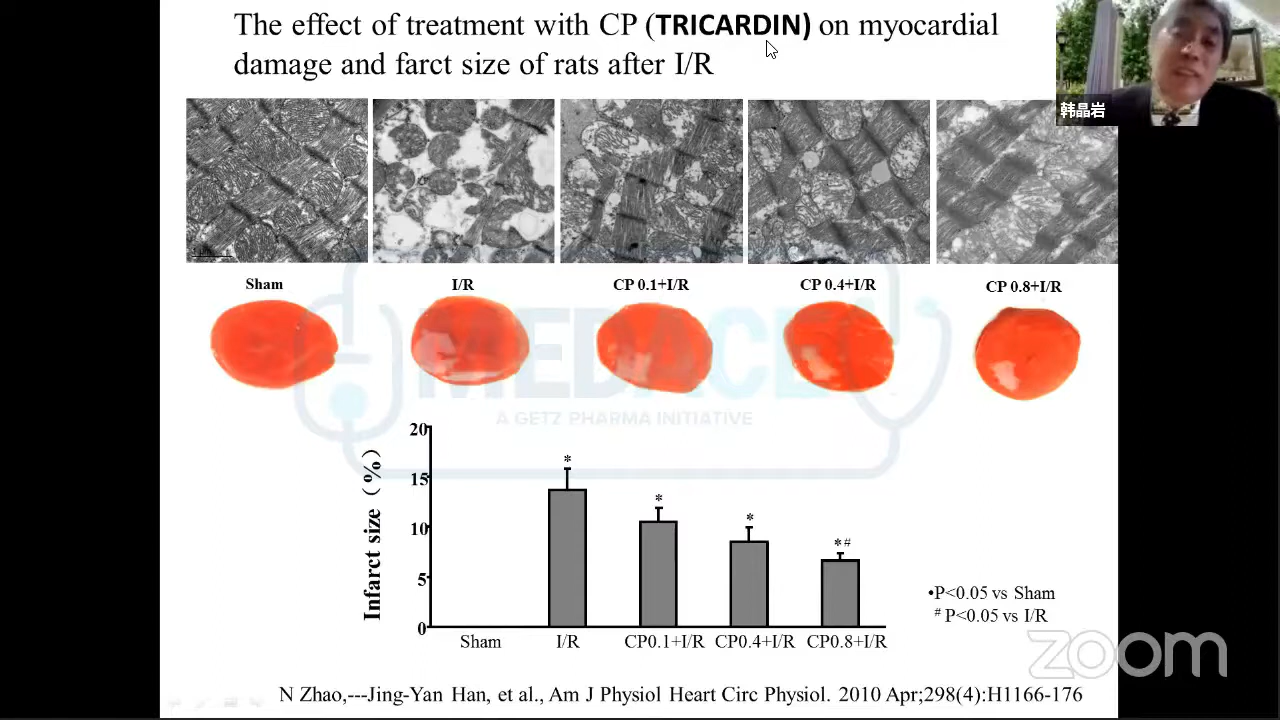 The effect of treatment with CP (TRICARDIN) on myocardial
damage and farct size of rats after I/R
韩晶岩
Sham
I/R
CP 0.1+I/R
CP 0.4+I/R
CP 0.8+I/R
MEDACE
A GETZ PHARMA INITIATIVE
Infarct size (%)
20
15
10
5
0
*
*
*
*#
Sham
I/R
CP0.1+I/R
CP0.4+I/R
CP0.8+I/R
•P<0.05 vs Sham
# P<0.05 vs I/R
zoom
N Zhao,---Jing-Yan Han, et al., Am J Physiol Heart Circ Physiol. 2010 Apr;298(4):H1166-176